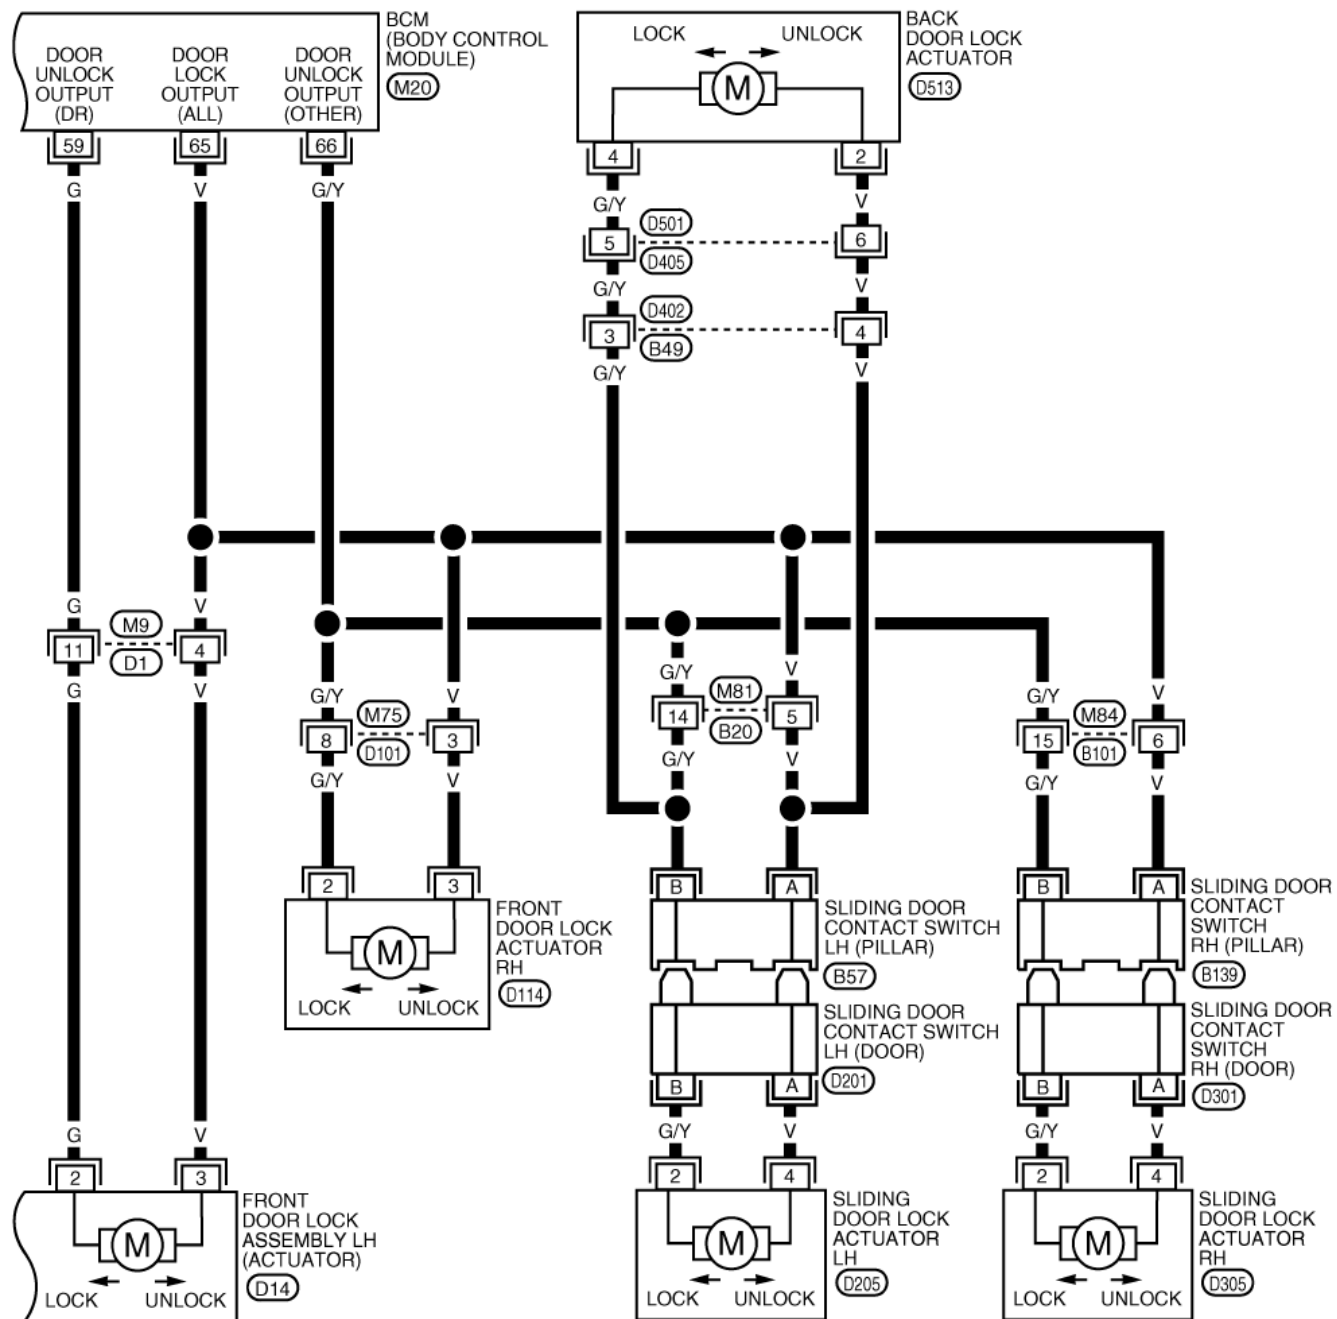 BCM
(BODY CONTROL
MODULE)
M20
DOOR
UNLOCK
OUTPUT
(DR)
DOOR
LOCK
OUTPUT
(ALL)
DOOR
UNLOCK
OUTPUT
(OTHER)
59
65
66
G
V
G/Y
LOCK
UNLOCK
M
BACK
DOOR LOCK
ACTUATOR
D513
4
2
G/Y
V
5
D501
D405
6
G/Y
V
3
D402
B49
4
G/Y
V
G
V
11
M9
D1
4
G
V
G/Y
V
8
M75
D101
3
G/Y
V
G/Y
V
14
M81
B20
5
G/Y
V
G/Y
V
15
M84
B101
6
G/Y
V
2
3
M
LOCK
UNLOCK
FRONT
DOOR LOCK
ACTUATOR
RH
D114
B
A
SLIDING DOOR
CONTACT SWITCH
LH (PILLAR)
B57
SLIDING DOOR
CONTACT SWITCH
LH (DOOR)
D201
B
A
G/Y
V
B
A
SLIDING DOOR
CONTACT
SWITCH
RH (PILLAR)
B139
SLIDING DOOR
CONTACT
SWITCH
RH (DOOR)
D301
B
A
G/Y
V
G
V
2
3
M
LOCK
UNLOCK
FRONT
DOOR LOCK
ASSEMBLY LH
(ACTUATOR)
D14
2
4
M
LOCK
UNLOCK
SLIDING
DOOR LOCK
ACTUATOR
LH
D205
2
4
M
LOCK
UNLOCK
SLIDING
DOOR LOCK
ACTUATOR
RH
D305